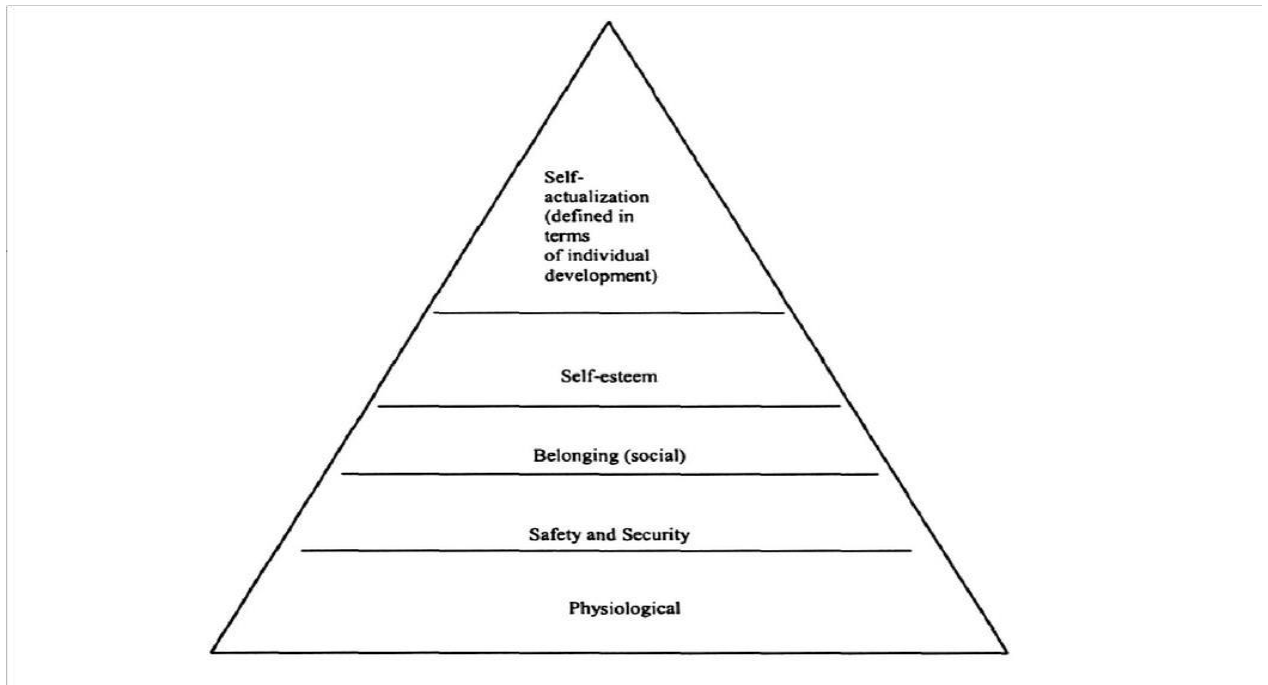 Self-
actualization
(defined in
terms
of individual
development)
Self-esteem
Belonging (social)
Safety and Security
Physiological